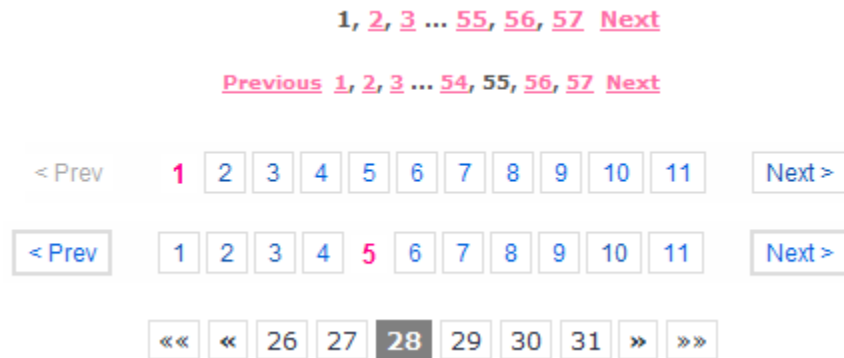 1, 2, 3 ... 55, 56, 57 Next
Previous 1, 2, 3 ... 54, 55, 56, 57 Next
< Prev 1 2 3 4 5 6 7 8 9 10 11 Next >
< Prev 1 2 3 4 5 6 7 8 9 10 11 Next >
«« « 26 27 28 29 30 31 » »»